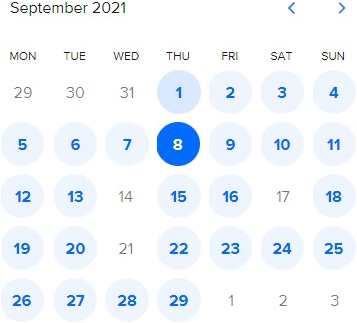 September 2021
MON TUE WED THU FRI SAT SUN
29 30 31 1 2 3 4
5 6 7 8 9 10 11
12 13 14 15 16 17 18
19 20 21 22 23 24 25
26 27 28 29 1 2 3